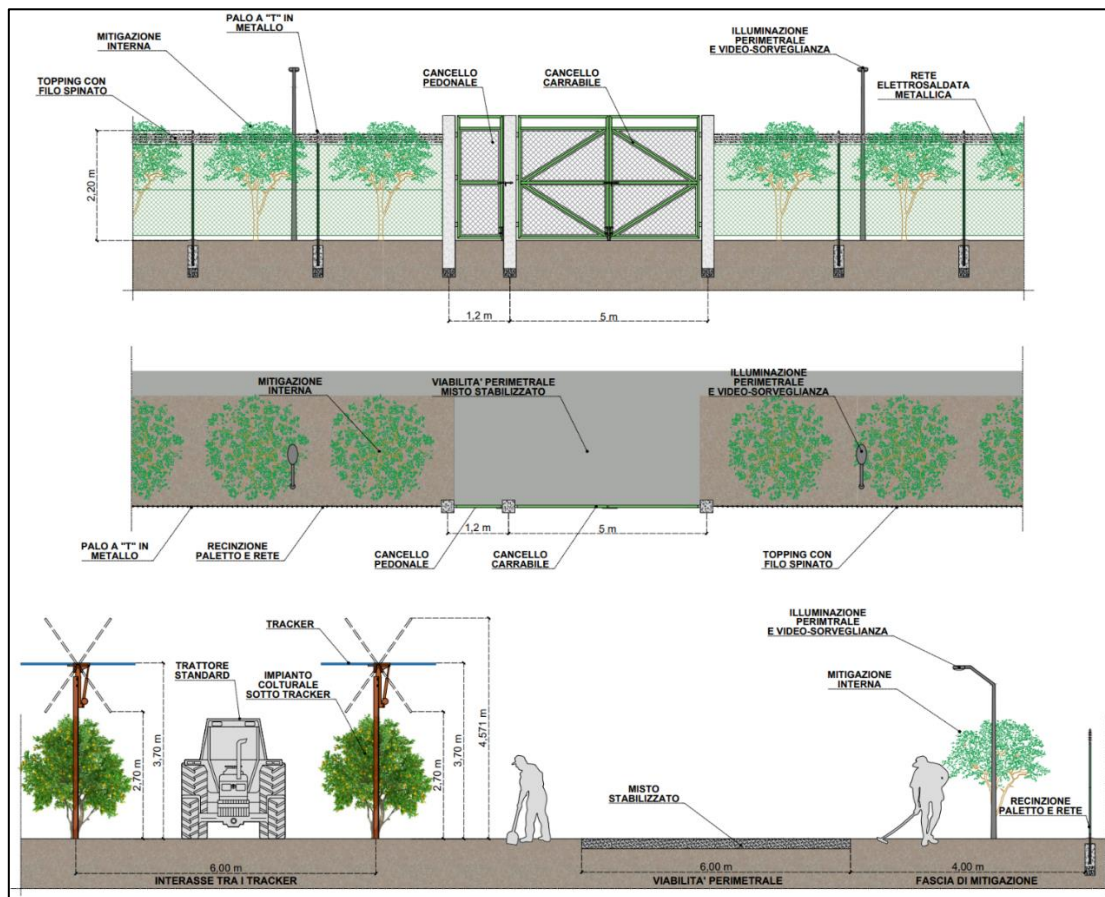 PALO A "T" IN
METALLO
MITIGAZIONE
INTERNA
TOPPING CON
FILO SPINATO
CANCELLO
PEDONALE
CANCELLO
CARRABILE
ILLUMINAZIONE
PERIMETRALE
E VIDEO-SORVEGLIANZA
RETE
ELETTROSALDATA
METALLICA
2,20 m
1,2 m
5 m
MITIGAZIONE
INTERNA
VIABILITA' PERIMETRALE
MISTO STABILIZZATO
ILLUMINAZIONE
PERIMETRALE
E VIDEO-SORVEGLIANZA
1,2 m
5 m
PALO A "T" IN
METALLO
RECINZIONE
PALETTO E RETE
CANCELLO
PEDONALE
CANCELLO
CARRABILE
TOPPING CON
FILO SPINATO
TRACKER
TRATTORE
STANDARD
IMPIANTO
COLTURALE
SOTTO TRACKER
2,70 m
3,70 m
2,70 m
3,70 m
4,571 m
ILLUMINAZIONE
PERIMTRALE
E VIDEO-SORVEGLIANZA
MITIGAZIONE
INTERNA
MISTO
STABILIZZATO
RECINZIONE
PALETTO E RETE
6,00 m
INTERASSE TRA I TRACKER
6,00 m
VIABILITA' PERIMETRALE
4,00 m
FASCIA DI MITIGAZIONE